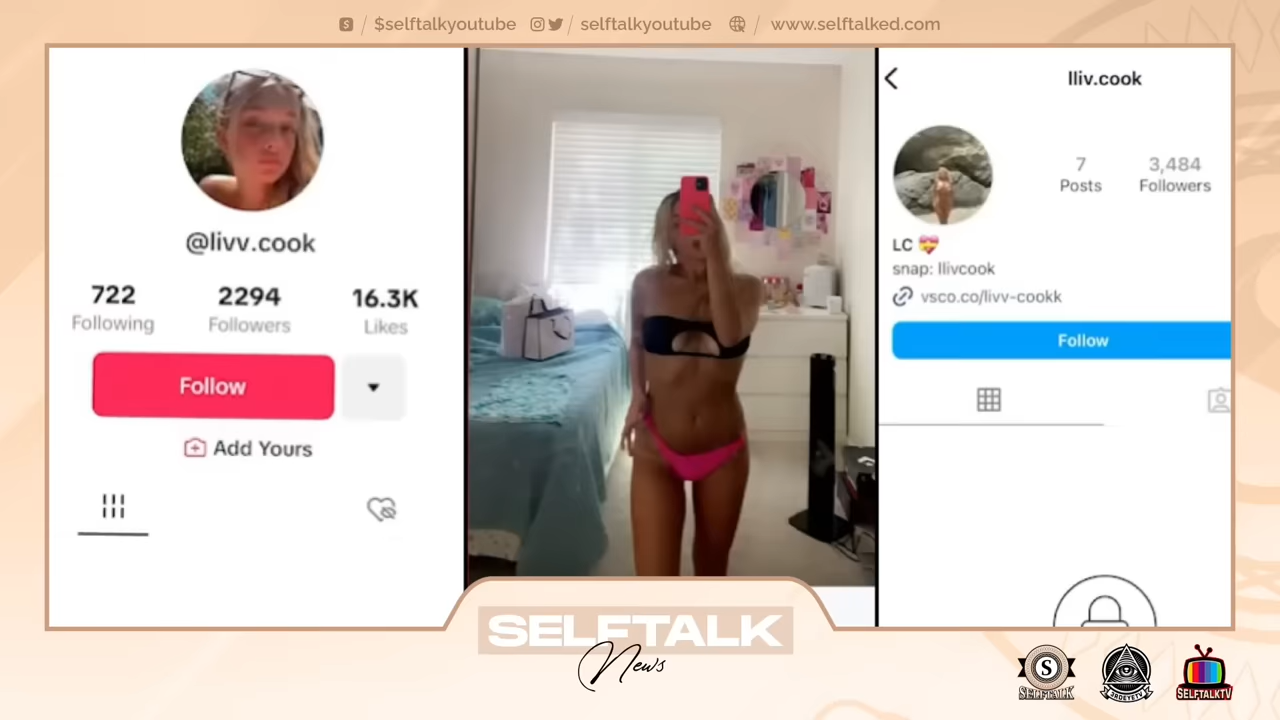 $selftalkyoutube
selftalkyoutube
www.selftalked.com
@livv.cook
722
Following
2294
Followers
16.3K
Likes
Follow
Add Yours
lliv.cook
7
Posts
3,484
Followers
LC
snap: llivcook
vsco.co/livv-cookk
Follow
SELFTALK
News
S
SELFTALK
3RDEYETV
SELFTALKTV